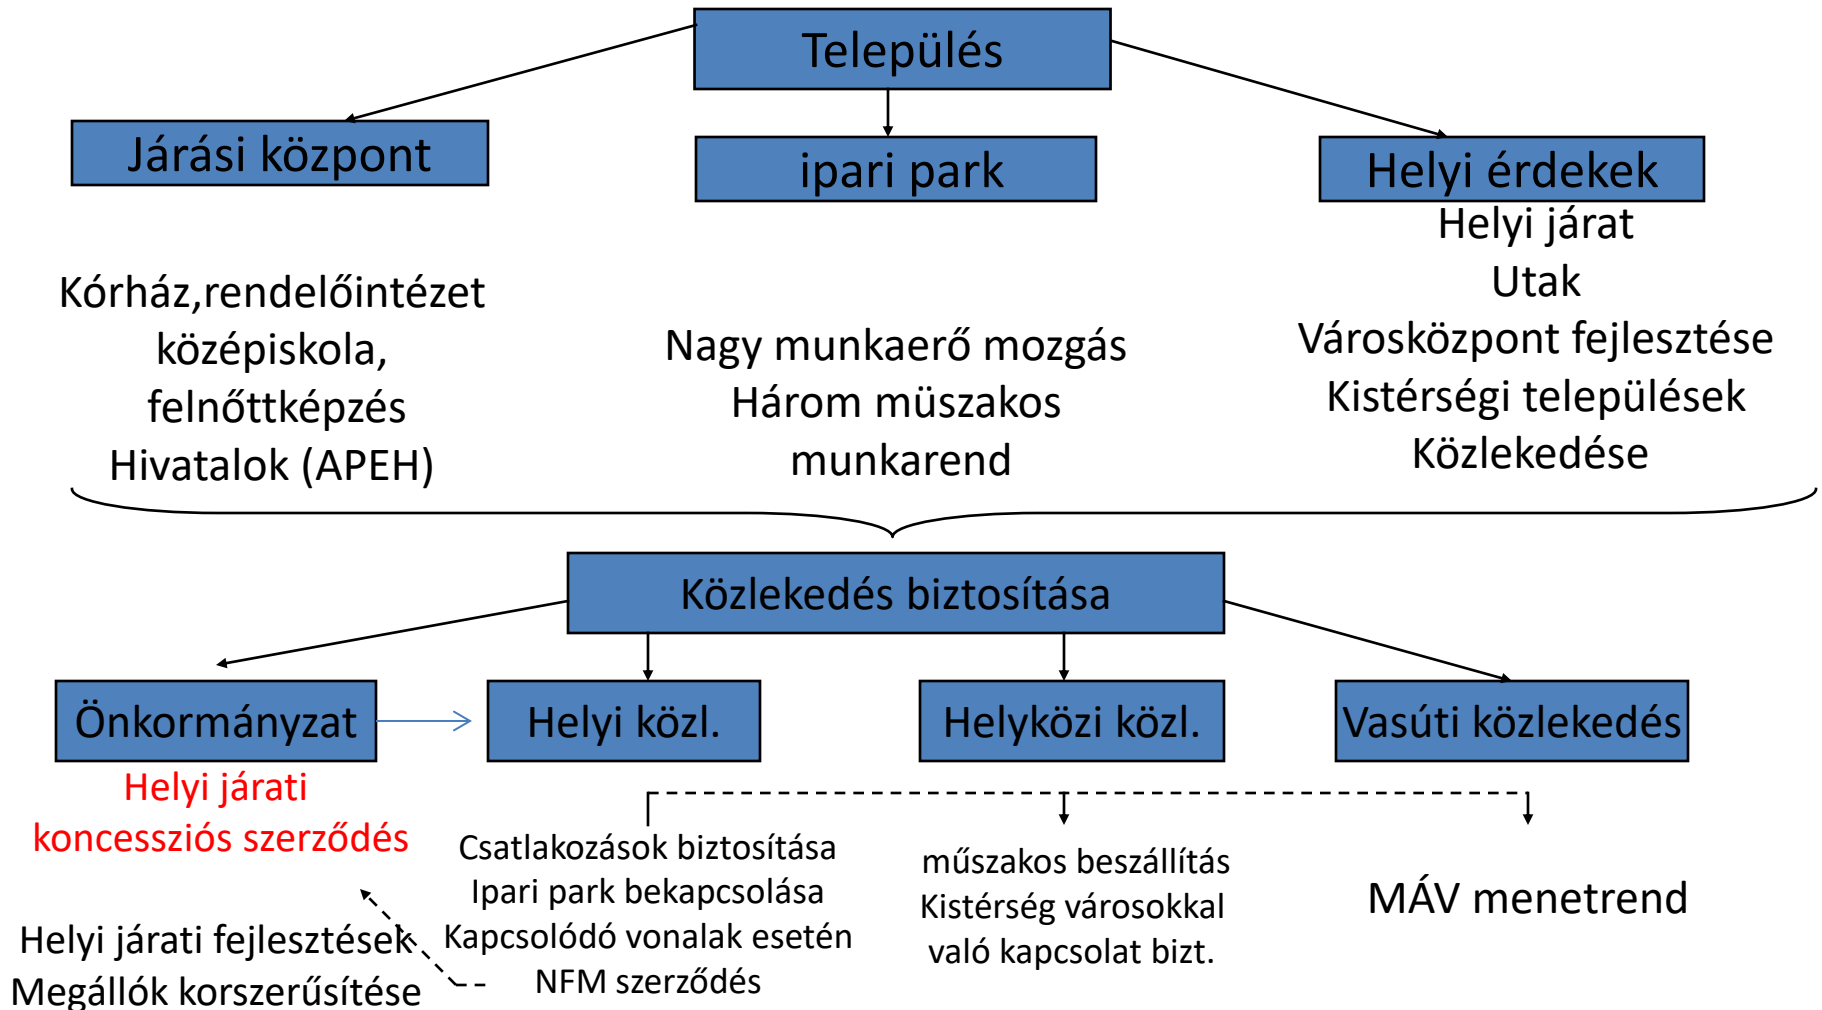 Település
Járási központ
ipari park
Helyi érdekek
Kórház,rendelőintézet
középiskola,
felnőttképzés
Hivatalok (APEH)
Nagy munkaerő mozgás
Három müszakos
munkarend
Helyi járat
Utak
Városközpont fejlesztése
Kistérségi települések
Közlekedése
Közlekedés biztosítása
Önkormányzat
Helyi közl.
Helyközi közl.
Vasúti közlekedés
Helyi járati
koncessziós szerződés
Helyi járati fejlesztések
Megállók korszerűsítése
Csatlakozások biztosítása
Ipari park bekapcsolása
Kapcsolódó vonalak esetén
NFM szerződés
műszakos beszállítás
Kistérség városokkal
való kapcsolat bizt.
MÁV menetrend